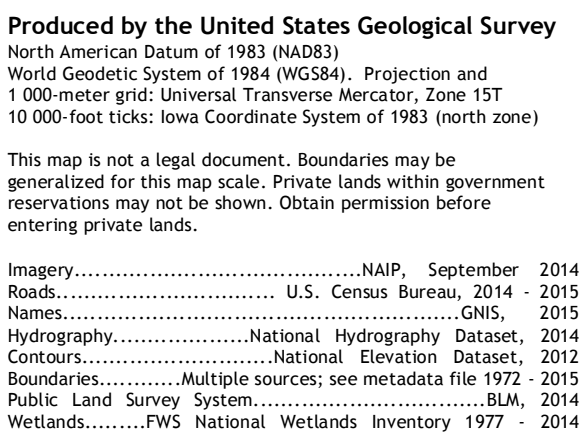 Produced by the United States Geological Survey
North American Datum of 1983 (NAD83)
World Geodetic System of 1984 (WGS84). Projection and
1 000-meter grid: Universal Transverse Mercator, Zone 15T
10 000-foot ticks: Iowa Coordinate System of 1983 (north zone)
This map is not a legal document. Boundaries may be
generalized for this map scale. Private lands within government
reservations may not be shown. Obtain permission before
entering private lands.
Imagery..........................................NAIP, September 2014
Roads................................ U.S. Census Bureau, 2014 - 2015
Names..........................................................GNIS, 2015
Hydrography....................National Hydrography Dataset, 2014
Contours............................National Elevation Dataset, 2012
Boundaries............Multiple sources; see metadata file 1972 - 2015
Public Land Survey System..................................BLM, 2014
Wetlands.........FWS National Wetlands Inventory 1977 - 2014